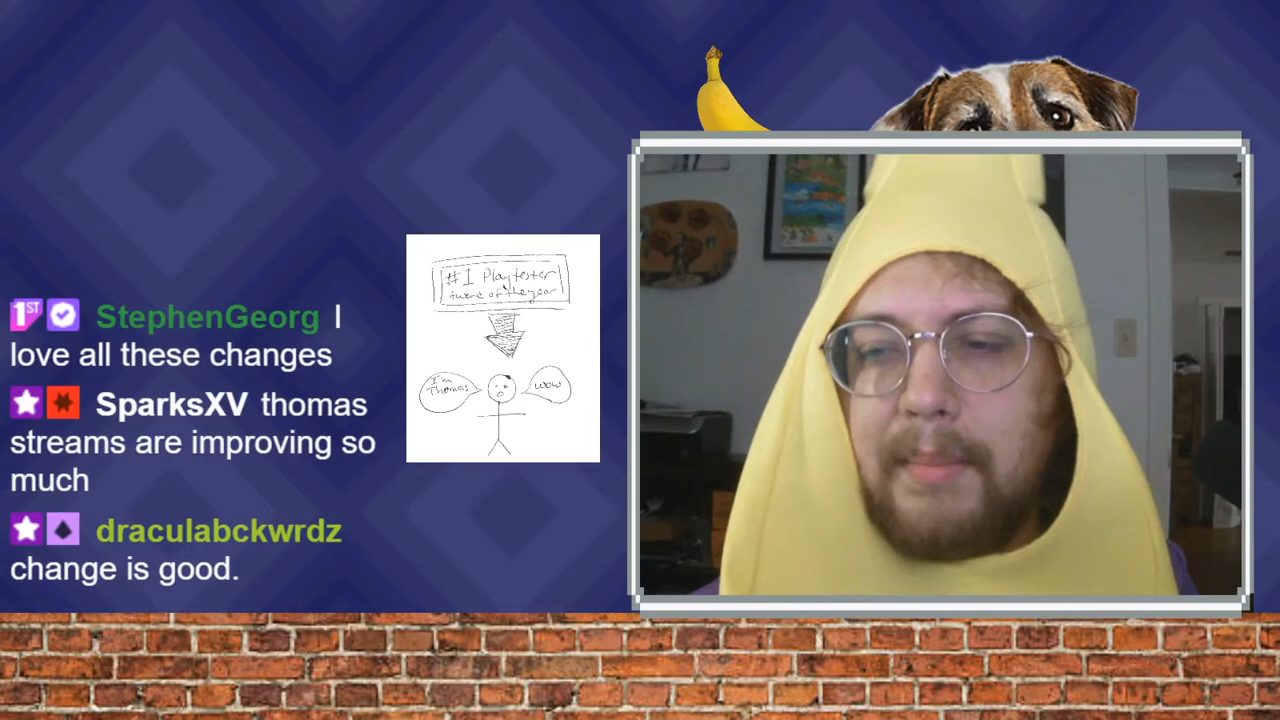 1ST StephenGeorg I
love all these changes
SparksXV thomas
streams are improving so
much
draculabckwrdz
change is good.
#1 Playtester
of the year
I'm
Thomas
wow